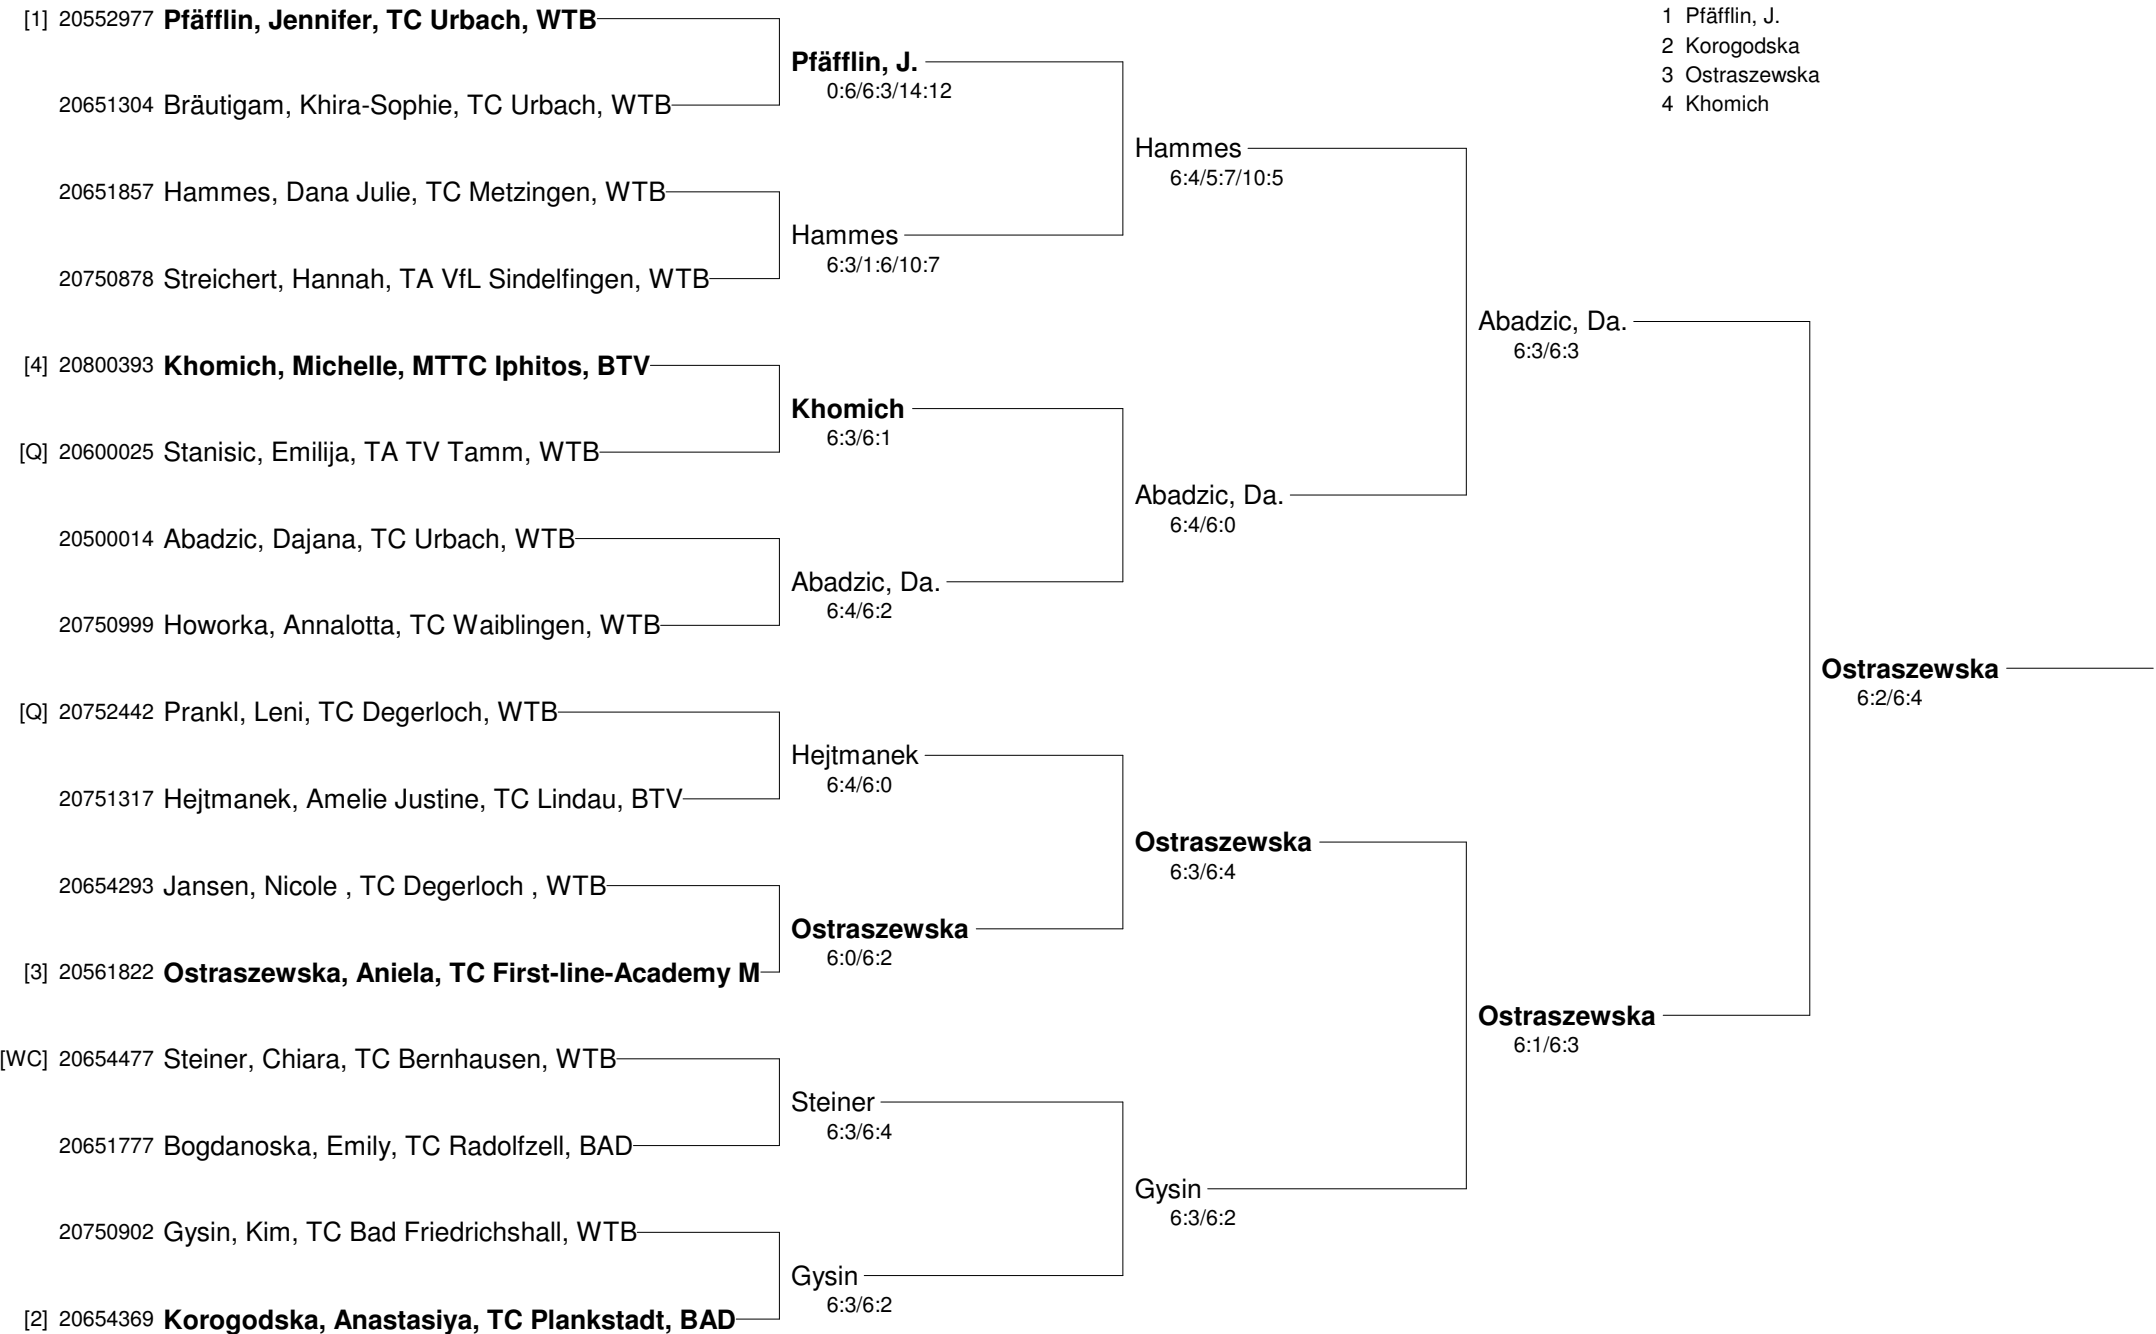 [1] 20552977 Pfäfflin, Jennifer, TC Urbach, WTB
20651304 Bräutigam, Khira-Sophie, TC Urbach, WTB
20651857 Hammes, Dana Julie, TC Metzingen, WTB
20750878 Streichert, Hannah, TA VfL Sindelfingen, WTB
[4] 20800393 Khomich, Michelle, MTTC Iphitos, BTV
[Q] 20600025 Stanisic, Emilija, TA TV Tamm, WTB
20500014 Abadzic, Dajana, TC Urbach, WTB
20750999 Howorka, Annalotta, TC Waiblingen, WTB
[Q] 20752442 Prankl, Leni, TC Degerloch, WTB
20751317 Hejtmanek, Amelie Justine, TC Lindau, BTV
20654293 Jansen, Nicole , TC Degerloch , WTB
[3] 20561822 Ostraszewska, Aniela, TC First-line-Academy M
[WC] 20654477 Steiner, Chiara, TC Bernhausen, WTB
20651777 Bogdanoska, Emily, TC Radolfzell, BAD
20750902 Gysin, Kim, TC Bad Friedrichshall, WTB
[2] 20654369 Korogodska, Anastasiya, TC Plankstadt, BAD
Pfäfflin, J.
0:6/6:3/14:12
Hammes
6:3/1:6/10:7
Khomich
6:3/6:1
Abadzic, Da.
6:4/6:2
Hejtmanek
6:4/6:0
Ostraszewska
6:0/6:2
Steiner
6:3/6:4
Gysin
6:3/6:2
Hammes
6:4/5:7/10:5
Abadzic, Da.
6:4/6:0
Ostraszewska
6:3/6:4
Gysin
6:3/6:2
Abadzic, Da.
6:3/6:3
Ostraszewska
6:1/6:3
Ostraszewska
6:2/6:4
1 Pfäfflin, J.
2 Korogodska
3 Ostraszewska
4 Khomich